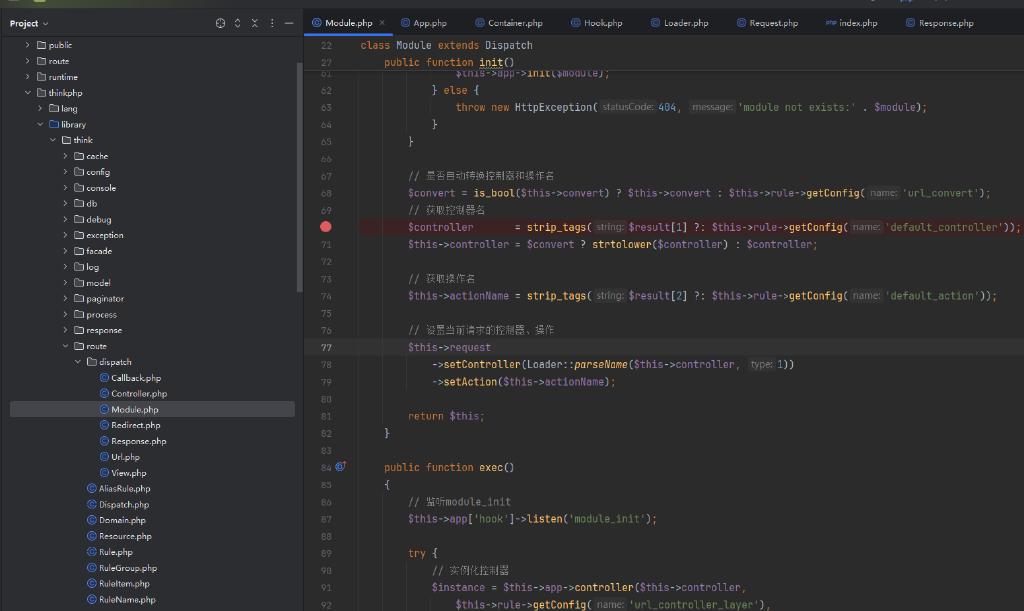 Project
public
route
runtime
thinkphp
lang
library
think
cache
config
console
db
debug
exception
facade
log
model
paginator
process
response
route
dispatch
Callback.php
Controller.php
Module.php
Redirect.php
Response.php
Url.php
View.php
AliasRule.php
Dispatch.php
Domain.php
Resource.php
Rule.php
RuleGroup.php
RuleItem.php
RuleName.php
Module.php × App.php Container.php Hook.php Loader.php Request.php php index.php Response.php
22 class Module extends Dispatch
27 public function init()
61 $this->app->init($module);
62 } else {
63 throw new HttpException( statusCode: 404, message: 'module not exists:' . $module);
64 }
65 }
66
67 // 是否自动转换控制器和操作名
68 $convert = is_bool($this->convert) ? $this->convert : $this->rule->getConfig( name: 'url_convert');
69 // 获取控制器名
$controller = strip_tags( string: $result[1] ?: $this->rule->getConfig( name: 'default_controller'));
71 $this->controller = $convert ? strtolower($controller) : $controller;
72
73 // 获取操作名
74 $this->actionName = strip_tags( string: $result[2] ?: $this->rule->getConfig( name: 'default_action'));
75
76 // 设置当前请求的控制器、操作
77 $this->request
78 ->setController(Loader::parseName($this->controller, type: 1))
79 ->setAction($this->actionName);
80
81 return $this;
82 }
83
84 public function exec()
85 {
86 // 监听module_init
87 $this->app['hook']->listen('module_init');
88
89 try {
90 // 实例化控制器
91 $instance = $this->app->controller($this->controller,
92 $this->rule->getConfig( name: 'url_controller_layer'),